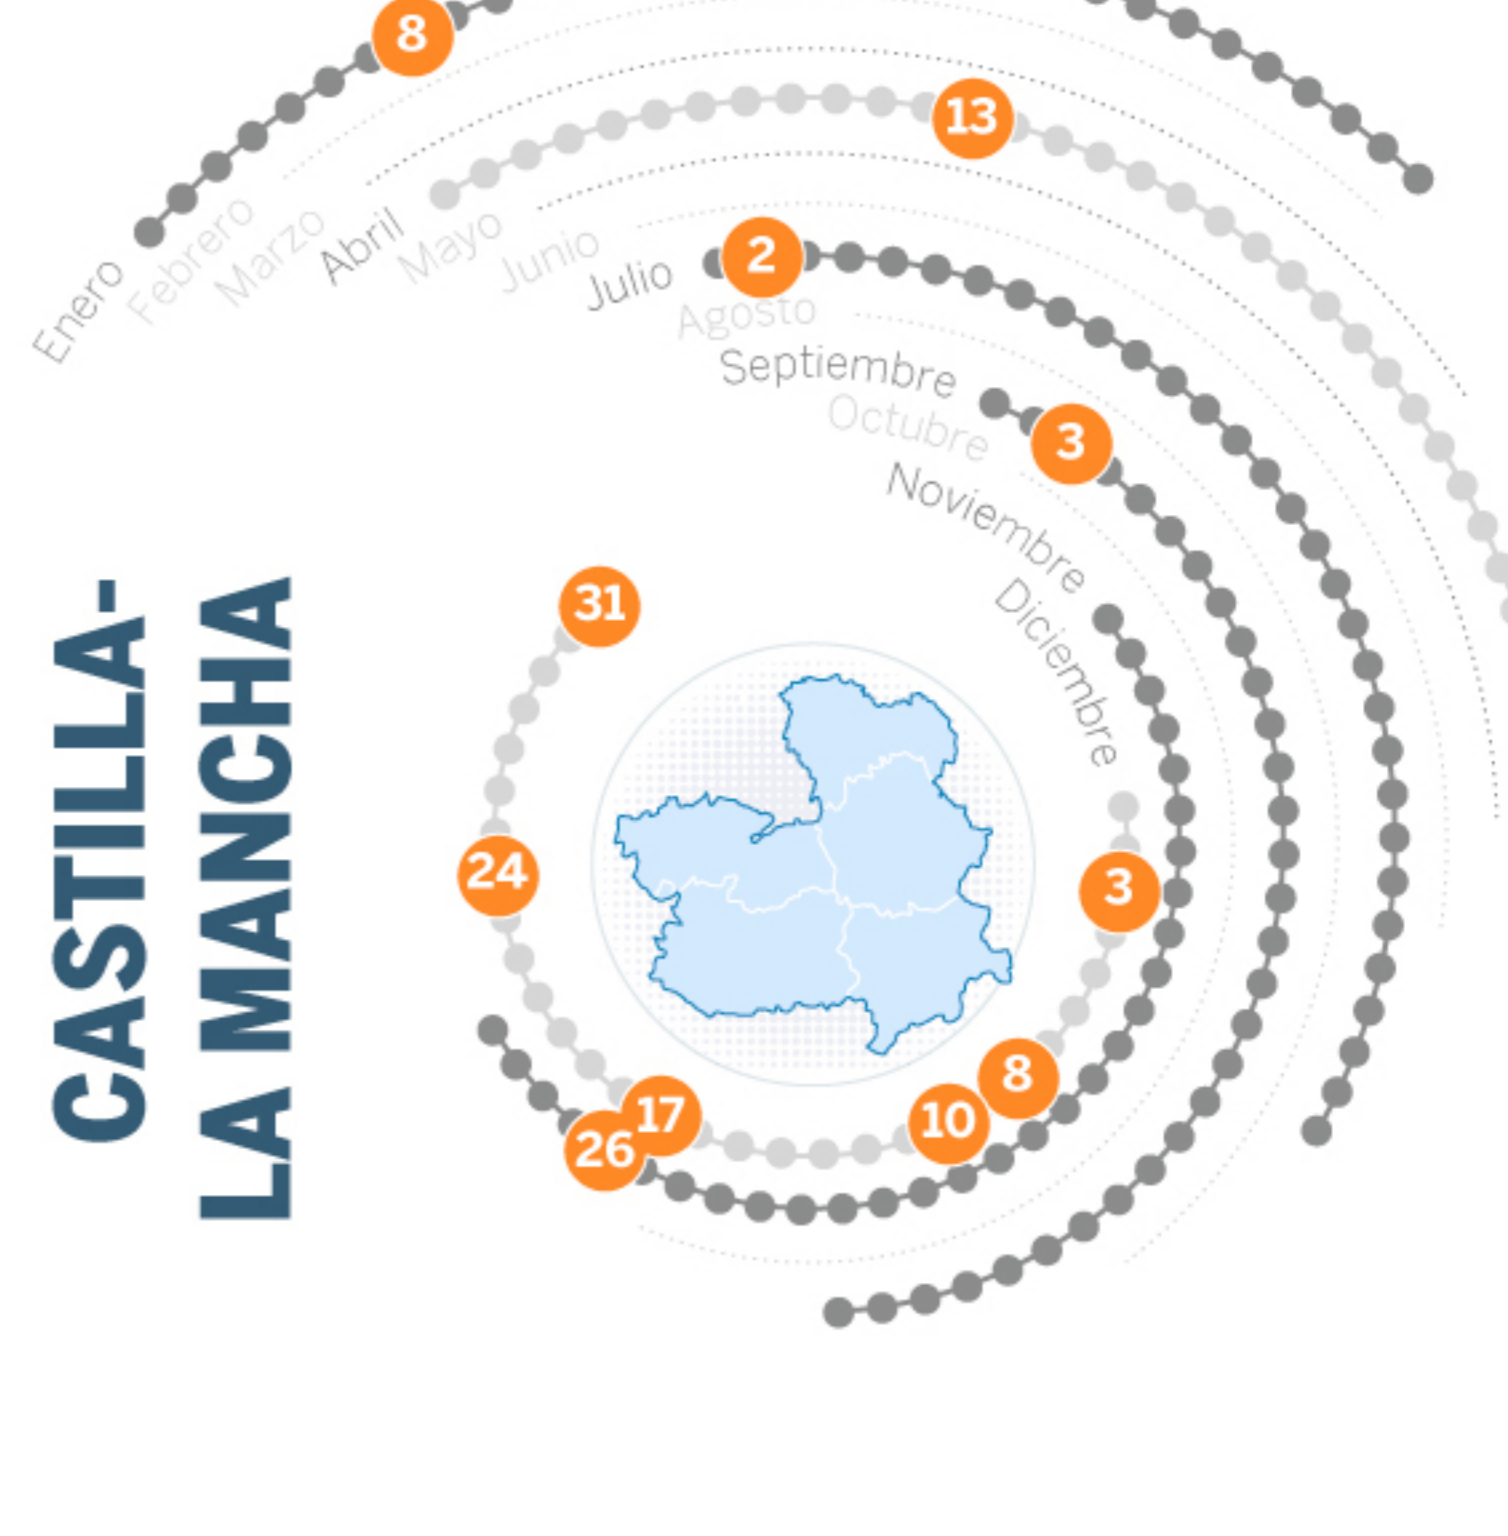 8
13
Enero
Febrero
Marzo
Abril
Mayo
Junio
Julio
2
Agosto
Septiembre
3
Octubre
Noviembre
Diciembre
31
24
3
8
10
17
26
CASTILLA-
LA MANCHA